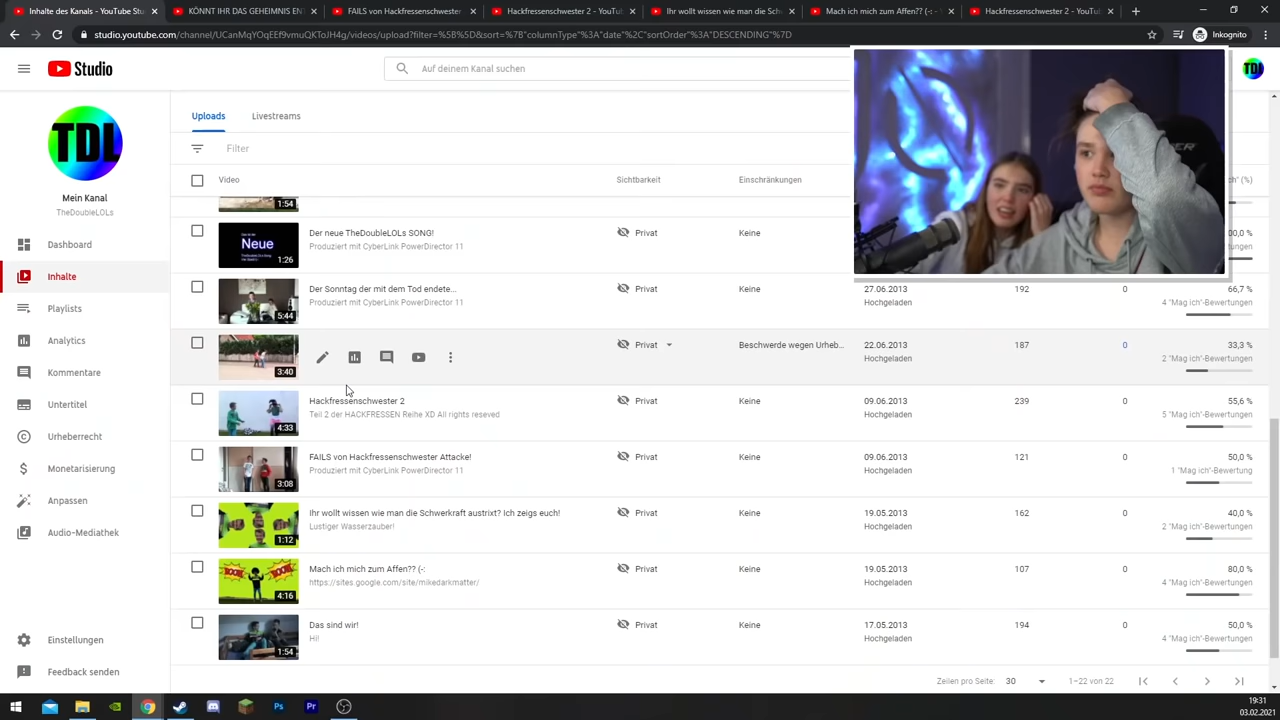 Inhalte des Kanals - YouTube Stu
KÖNNT IHR DAS GEHEIMNIS ENT
FAILS von Hackfressenschwester
Hackfressenschwester 2 - YouTu
Ihr wollt wissen wie man die Sch
Mach ich mich zum Affen?? (-: -
Hackfressenschwester 2 - YouTu
studio.youtube.com/channel/UCanMqYOqEEf9vmuQKToJH4g/videos/upload?filter=%5B%5D&sort=%7B"columnType"%3A"date"%2C"sortOrder"%3A"DESCENDING"%7D
Inkognito
Studio
Auf deinem Kanal suchen
TDL
TDL
Mein Kanal
TheDoubleLOLs
Dashboard
Inhalte
Playlists
Analytics
Kommentare
Untertitel
Urheberrecht
Monetarisierung
Anpassen
Audio-Mediathek
Einstellungen
Feedback senden
Uploads
Livestreams
Filter
Video
Sichtbarkeit
Einschränkungen
1:54
Neue
1:26
Der neue TheDoubleLOLs SONG!
Produziert mit CyberLink PowerDirector 11
Privat
Keine
5:44
Der Sonntag der mit dem Tod endete...
Produziert mit CyberLink PowerDirector 11
Privat
Keine
27.06.2013
Hochgeladen
192
0
66,7 %
4 "Mag ich"-Bewertungen
3:40
Privat
Beschwerde wegen Urheb...
22.06.2013
Hochgeladen
187
0
33,3 %
2 "Mag ich"-Bewertungen
4:33
Hackfressenschwester 2
Teil 2 der HACKFRESSEN Reihe XD All rights reseved
Privat
Keine
09.06.2013
Hochgeladen
239
0
55,6 %
5 "Mag ich"-Bewertungen
3:08
FAILS von Hackfressenschwester Attacke!
Produziert mit CyberLink PowerDirector 11
Privat
Keine
09.06.2013
Hochgeladen
121
0
50,0 %
1 "Mag ich"-Bewertung
1:12
Ihr wollt wissen wie man die Schwerkraft austrixt? Ich zeigs euch!
Lustiger Wasserzauber!
Privat
Keine
19.05.2013
Hochgeladen
162
0
40,0 %
2 "Mag ich"-Bewertungen
4:16
Mach ich mich zum Affen?? (-:
https://sites.google.com/site/mikedarkmatter/
Privat
Keine
19.05.2013
Hochgeladen
107
0
80,0 %
4 "Mag ich"-Bewertungen
1:54
Das sind wir!
Hi!
Privat
Keine
17.05.2013
Hochgeladen
194
0
50,0 %
4 "Mag ich"-Bewertungen
Zeilen pro Seite: 30
1–22 von 22
19:31
03.02.2021